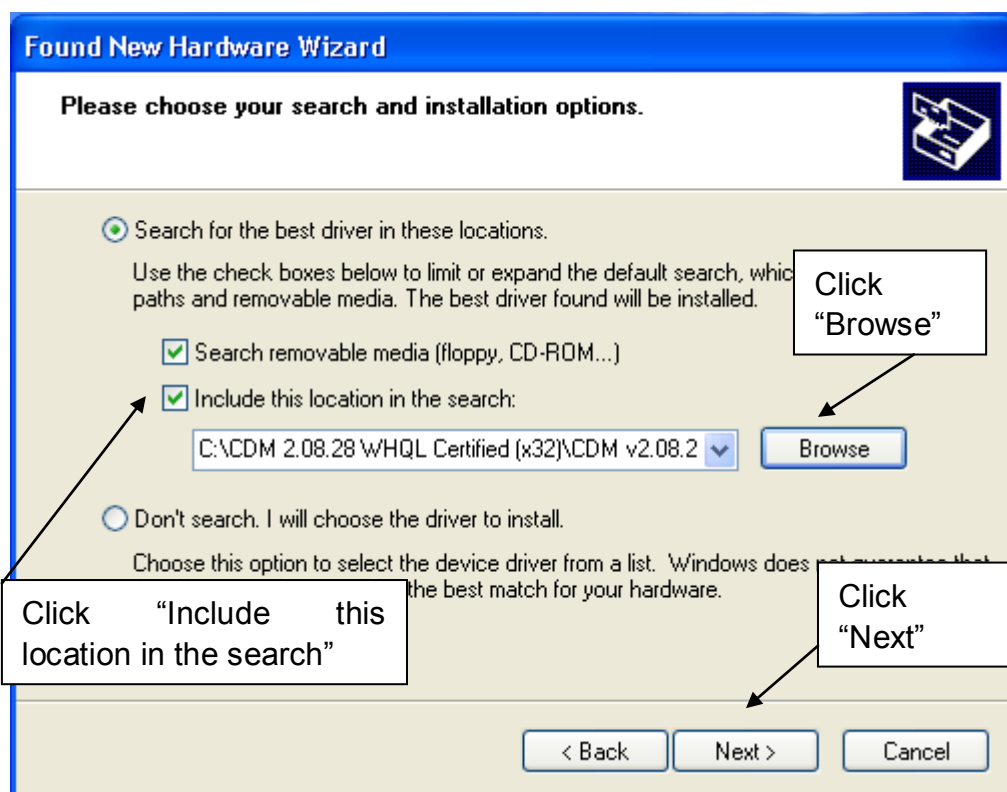 Found New Hardware Wizard
Please choose your search and installation options.
Search for the best driver in these locations.
Use the check boxes below to limit or expand the default search,
paths and removable media. The best driver found will be installed.
Click
“Browse”
Search removable media (floppy, CD-ROM...)
Include this location in the search:
C:\CDM 2.08.28 WHQL Certified (x32)\CDM v2.08.2
Browse
Don't search. I will choose the driver to install.
Choose this option to select the device driver from a list. Windows does not guarantee that
the best match for your hardware.
Click “Include this
location in the search”
Click
“Next”
< Back
Next >
Cancel